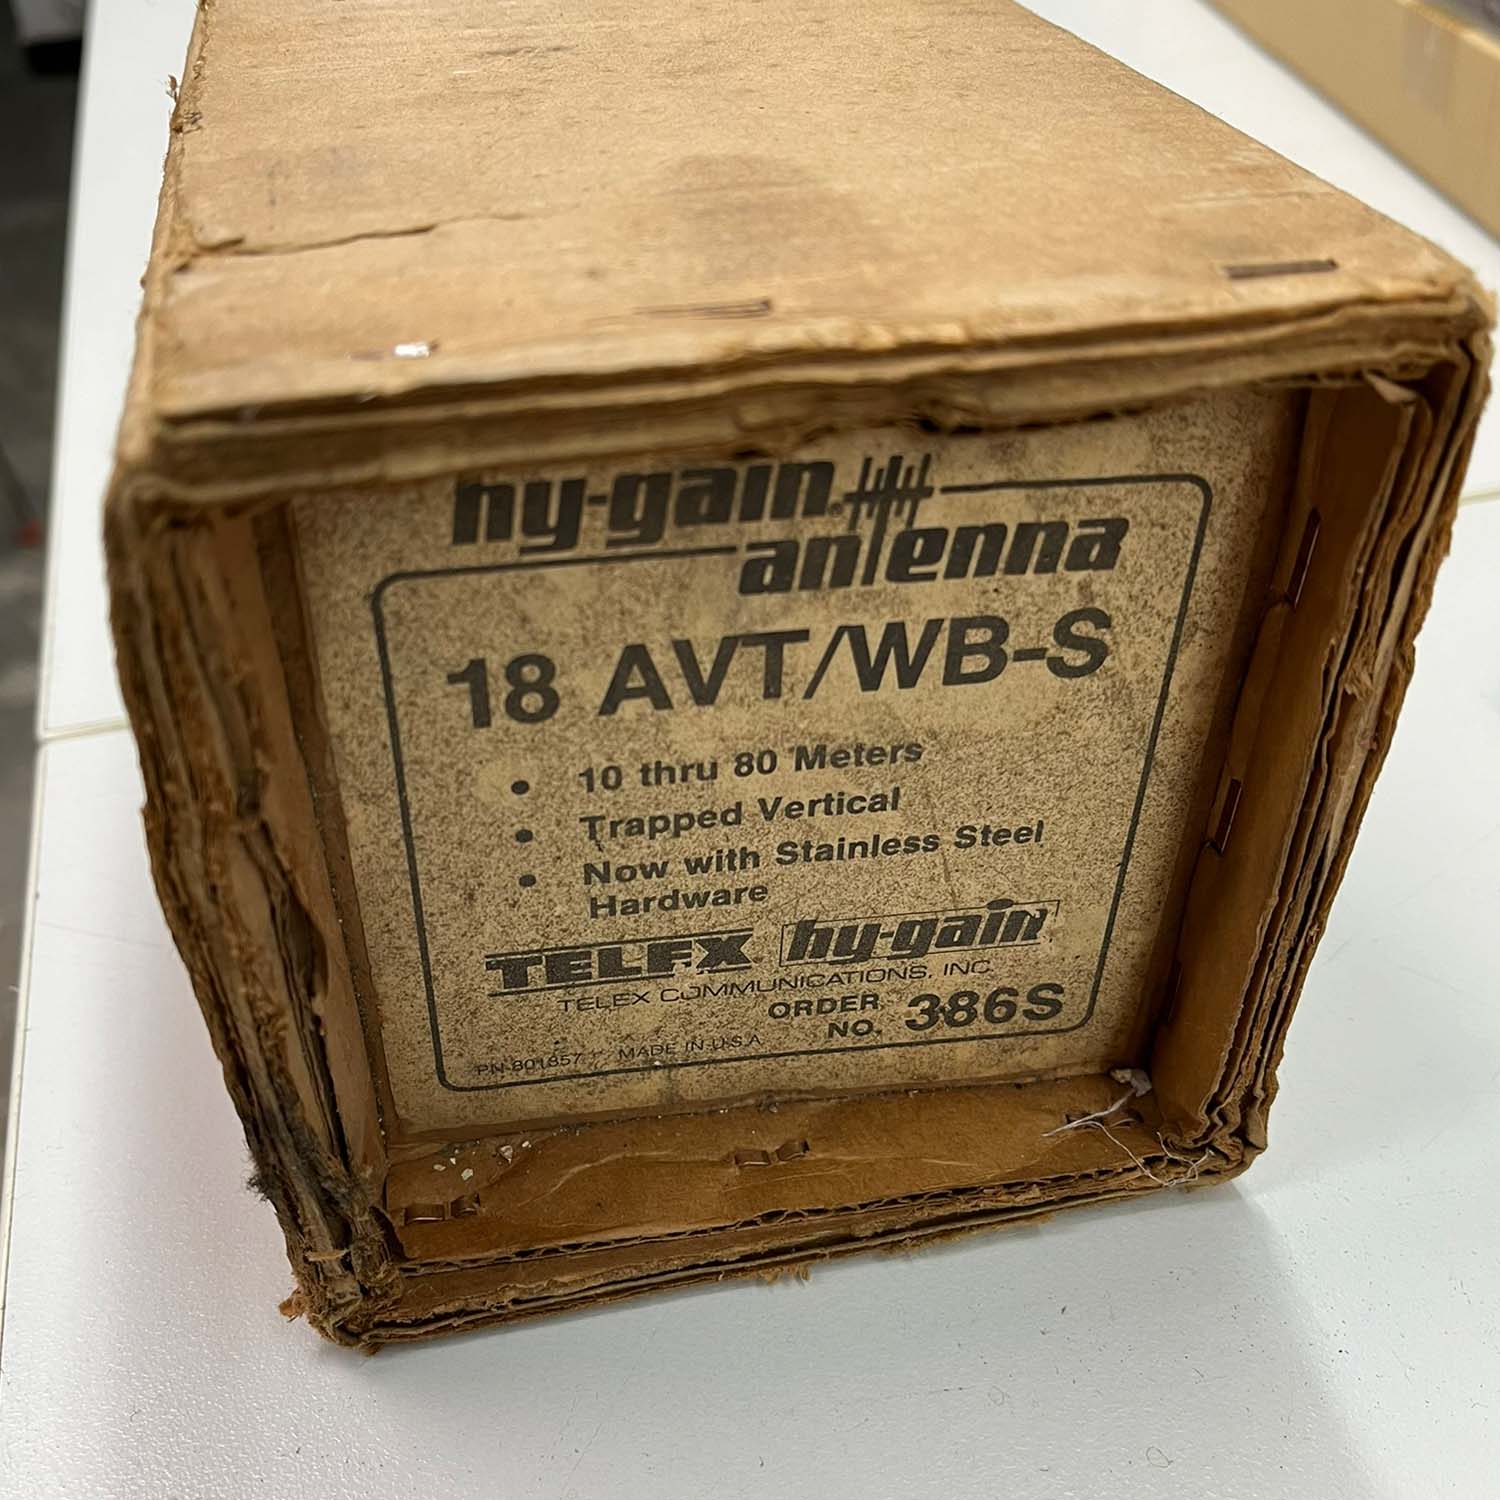 hy-gain®
antenna
18 AVT/WB-S
• 10 thru 80 Meters
• Trapped Vertical
• Now with Stainless Steel
Hardware
TELEX® hy-gain®
TELEX COMMUNICATIONS, INC.
ORDER
NO. 386S
PN 801857 MADE IN U.S.A.